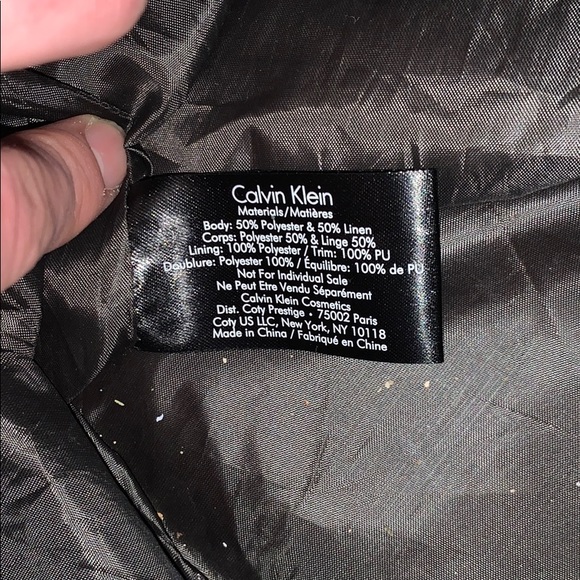 Calvin Klein
Materials/Matières
Body: 50% Polyester & 50% Linen
Corps: Polyester 50% & Linge 50%
Lining: 100% Polyester / Trim: 100% PU
Doublure: Polyester 100% / Équilibre: 100% de PU
Not For Individual Sale
Ne Peut Etre Vendu Séparément
Calvin Klein Cosmetics
Dist. Coty Prestige • 75002 Paris
Coty US LLC, New York, NY 10118
Made in China / Fabriqué en Chine